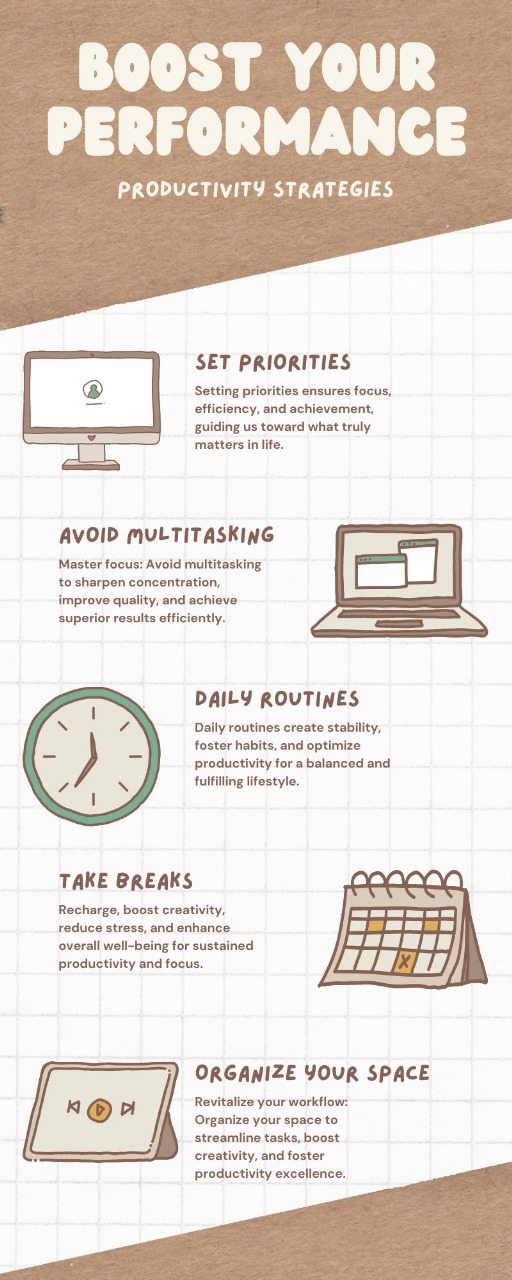 BOOST YOUR
PERFORMANCE
PRODUCTIVITY STRATEGIES
SET PRIORITIES
Setting priorities ensures focus,
efficiency, and achievement,
guiding us toward what truly
matters in life.
AVOID MULTITASKING
Master focus: Avoid multitasking
to sharpen concentration,
improve quality, and achieve
superior results efficiently.
DAILY ROUTINES
Daily routines create stability,
foster habits, and optimize
productivity for a balanced and
fulfilling lifestyle.
TAKE BREAKS
Recharge, boost creativity,
reduce stress, and enhance
overall well-being for sustained
productivity and focus.
ORGANIZE YOUR SPACE
Revitalize your workflow:
Organize your space to
streamline tasks, boost
creativity, and foster
productivity excellence.